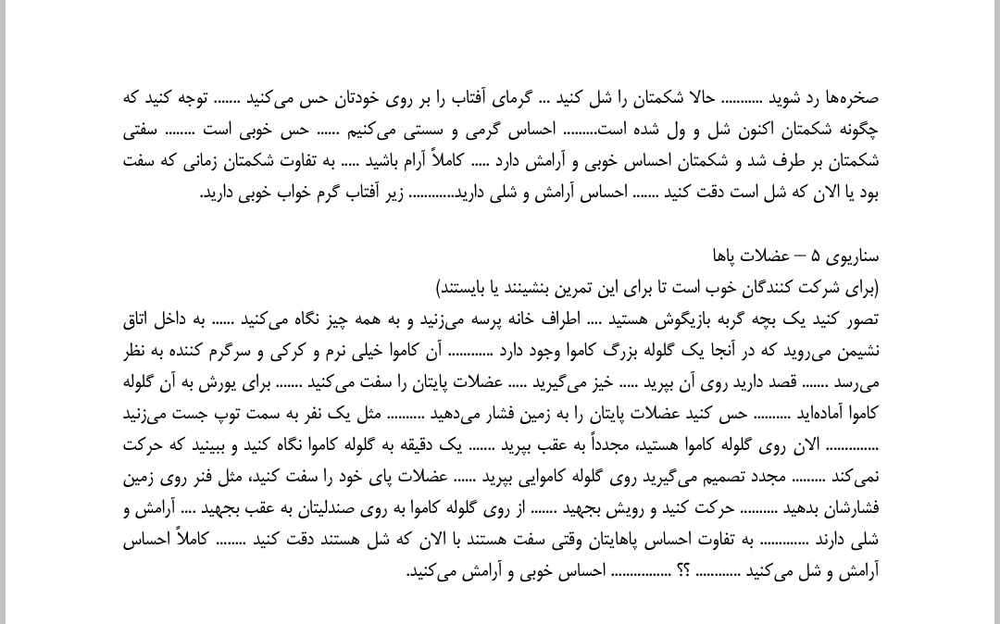 صخره‌ها رد شوید ........... حالا شکمتان را شل کنید ... گرمای آفتاب را بر روی خودتان حس می‌کنید ....... توجه کنید که
چگونه شکمتان اکنون شل و ول شده است......... احساس گرمی و سستی می‌کنیم ...... حس خوبی است ........ سفتی
شکمتان بر طرف شد و شکمتان احساس خوبی و آرامش دارد ..... کاملاً آرام باشید ..... به تفاوت شکمتان زمانی که سفت
بود یا الان که شل است دقت کنید ....... احساس آرامش و شلی دارید............ زیر آفتاب گرم خواب خوبی دارید.
سناریوی ۵ – عضلات پاها
(برای شرکت کنندگان خوب است تا برای این تمرین بنشینند یا بایستند)
تصور کنید یک بچه گربه بازیگوش هستید .... اطراف خانه پرسه می‌زنید و به همه چیز نگاه می‌کنید ...... به داخل اتاق
نشیمن می‌روید که در آنجا یک گلوله بزرگ کاموا وجود دارد ............ آن کاموا خیلی نرم و کرکی و سرگرم کننده به نظر
می‌رسد ....... قصد دارید روی آن بپرید ..... خیز می‌گیرید ..... عضلات پایتان را سفت می‌کنید ....... برای یورش به آن گلوله
کاموا آماده‌اید .......... حس کنید عضلات پایتان را به زمین فشار می‌دهید .......... مثل یک نفر به سمت توپ جست می‌زنید
.............. الان روی گلوله کاموا هستید، مجدداً به عقب بپرید ....... یک دقیقه به گلوله کاموا نگاه کنید و ببینید که حرکت
نمی‌کند ......... مجدد تصمیم می‌گیرید روی گلوله کاموایی بپرید ...... عضلات پای خود را سفت کنید، مثل فنر روی زمین
فشارشان بدهید .......... حرکت کنید و رویش بجهید ....... از روی گلوله کاموا به روی صندلیتان به عقب بجهید .... آرامش و
شلی دارند ............. به تفاوت احساس پاهایتان وقتی سفت هستند با الان که شل هستند دقت کنید ........ کاملاً احساس
آرامش و شل می‌کنید ............ ؟؟ ................ احساس خوبی و آرامش می‌کنید.